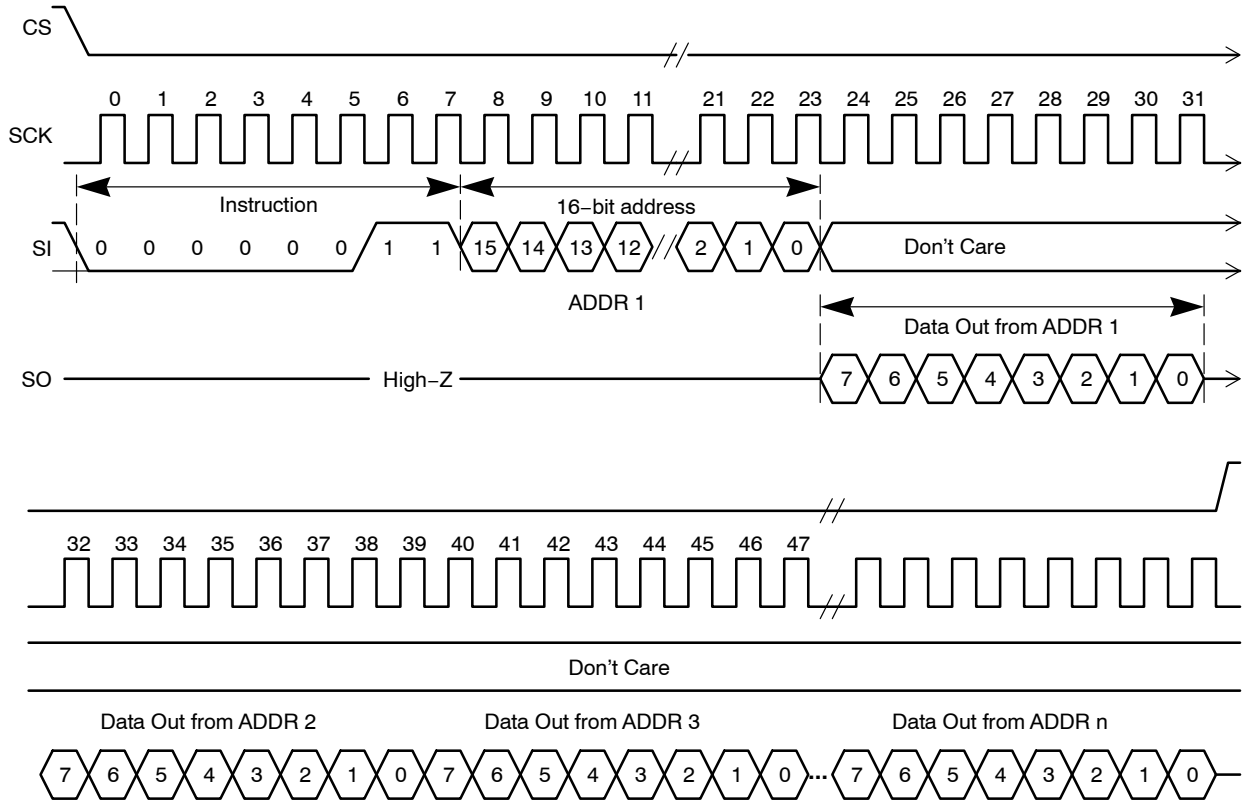 CS
0 1 2 3 4 5 6 7 8 9 10 11 21 22 23 24 25 26 27 28 29 30 31
SCK
Instruction
16−bit address
SI 0 0 0 0 0 0 1 1 15 14 13 12 2 1 0 Don't Care
ADDR 1
Data Out from ADDR 1
SO High−Z 7 6 5 4 3 2 1 0
32 33 34 35 36 37 38 39 40 41 42 43 44 45 46 47
Don't Care
Data Out from ADDR 2 Data Out from ADDR 3 Data Out from ADDR n
7 6 5 4 3 2 1 0 7 6 5 4 3 2 1 0 ... 7 6 5 4 3 2 1 0